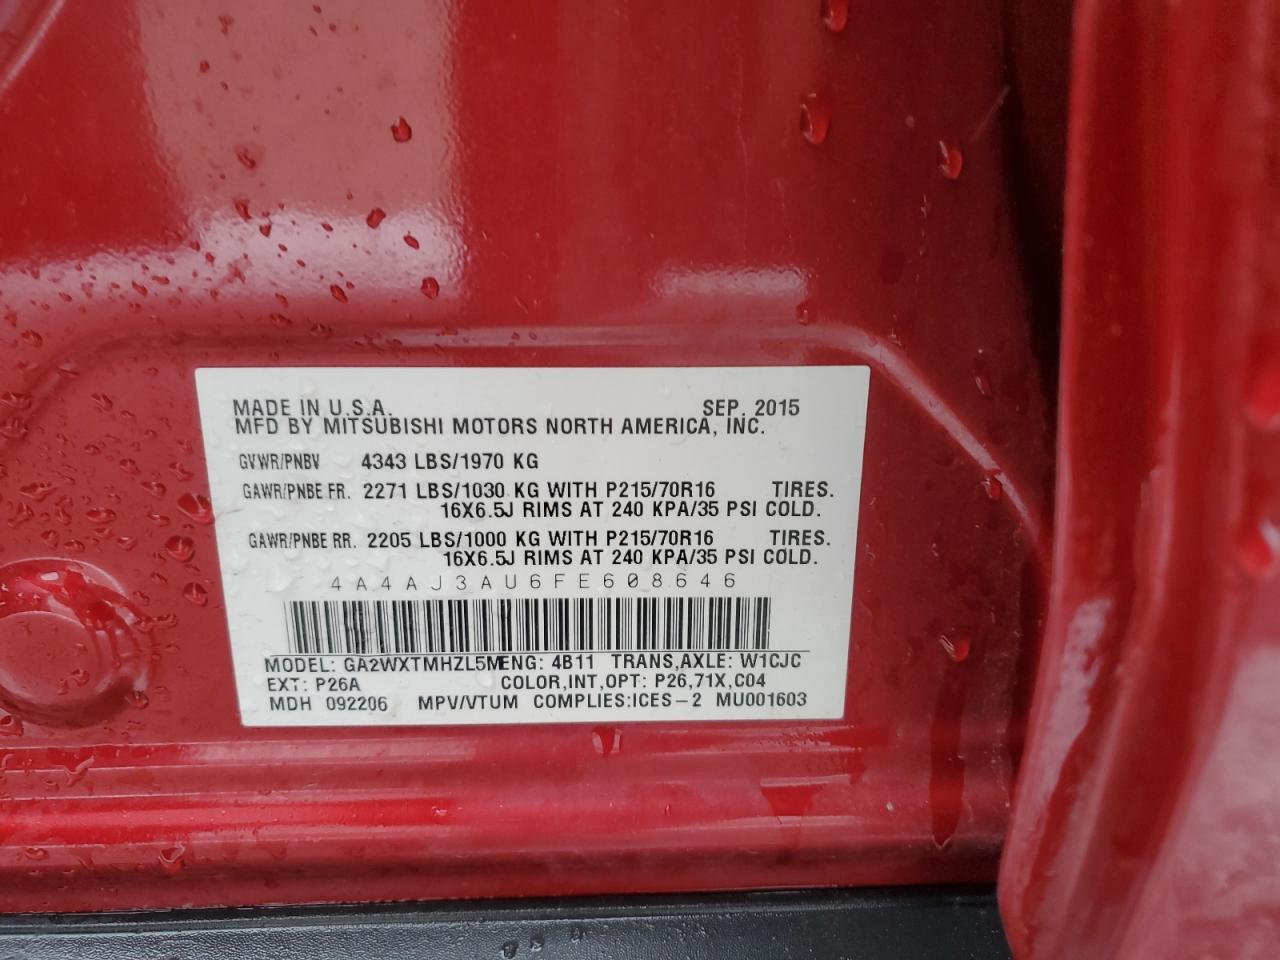 MADE IN U.S.A. SEP. 2015
MFD BY MITSUBISHI MOTORS NORTH AMERICA, INC.
GVWR/PNBV 4343 LBS/1970 KG
GAWR/PNBE FR. 2271 LBS/1030 KG WITH P215/70R16 TIRES.
16X6.5J RIMS AT 240 KPA/35 PSI COLD.
GAWR/PNBE RR. 2205 LBS/1000 KG WITH P215/70R16 TIRES.
16X6.5J RIMS AT 240 KPA/35 PSI COLD.
4A4AJ3AU6FE608646
MODEL: GA2WXTMHZL5M ENG: 4B11 TRANS,AXLE: W1CJC
EXT: P26A COLOR,INT,OPT: P26,71X,C04
MDH 092206 MPV/VTUM COMPLIES:ICES-2 MU001603